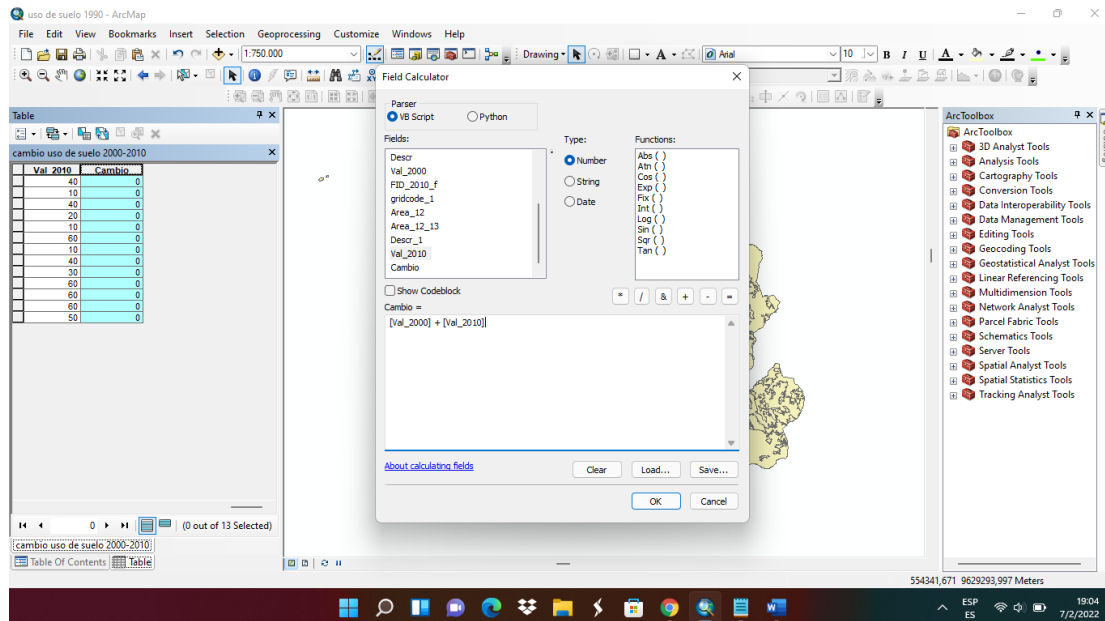 uso de suelo 1990 - ArcMap
File Edit View Bookmarks Insert Selection Geoprocessing Customize Windows Help
1:750.000
Drawing
Arial
10
B I U A
Field Calculator
Parser
VB Script
Python
Fields:
Type:
Functions:
Descr
Val_2000
FID_2010_f
gridcode_1
Area_12
Area_12_13
Descr_1
Val_2010
Cambio
Number
String
Date
Abs ( )
Atn ( )
Cos ( )
Exp ( )
Fix ( )
Int ( )
Log ( )
Sin ( )
Sqr ( )
Tan ( )
Show Codeblock
* / & + - =
Cambio =
[Val_2000] + [Val_2010]
About calculating fields
Clear
Load...
Save...
OK
Cancel
Table
cambio uso de suelo 2000-2010
Val_2010 Cambio
40 0
10 0
40 0
20 0
10 0
60 0
10 0
40 0
30 0
60 0
60 0
60 0
50 0
0
(0 out of 13 Selected)
cambio uso de suelo 2000-2010
Table Of Contents
Table
ArcToolbox
ArcToolbox
3D Analyst Tools
Analysis Tools
Cartography Tools
Conversion Tools
Data Interoperability Tools
Data Management Tools
Editing Tools
Geocoding Tools
Geostatistical Analyst Tools
Linear Referencing Tools
Multidimension Tools
Network Analyst Tools
Parcel Fabric Tools
Schematics Tools
Server Tools
Spatial Analyst Tools
Spatial Statistics Tools
Tracking Analyst Tools
554341,671 9629293,997 Meters
ESP
ES
19:04
7/2/2022